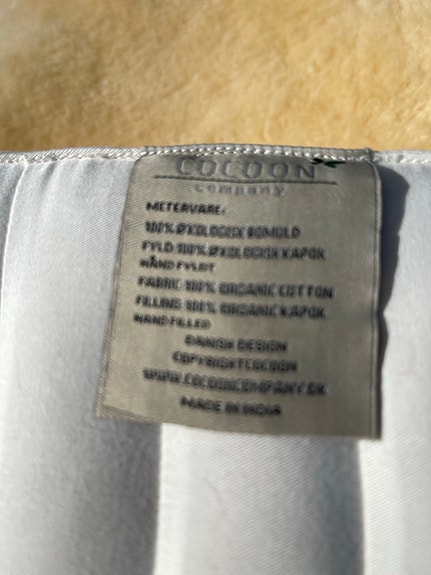 COCOON
company
METERVARE:
100% ØKOLOGISK BOMULD
FYLD: 100% ØKOLOGISK KAPOK
HÅND FYLDT
FABRIC 100% ORGANIC COTTON
FILLING 100% ORGANIC KAPOK
HAND FILLED
DANISH DESIGN
COPYRIGHT COCOON
WWW.COCOONCOMPANY.DK
MADE IN INDIA